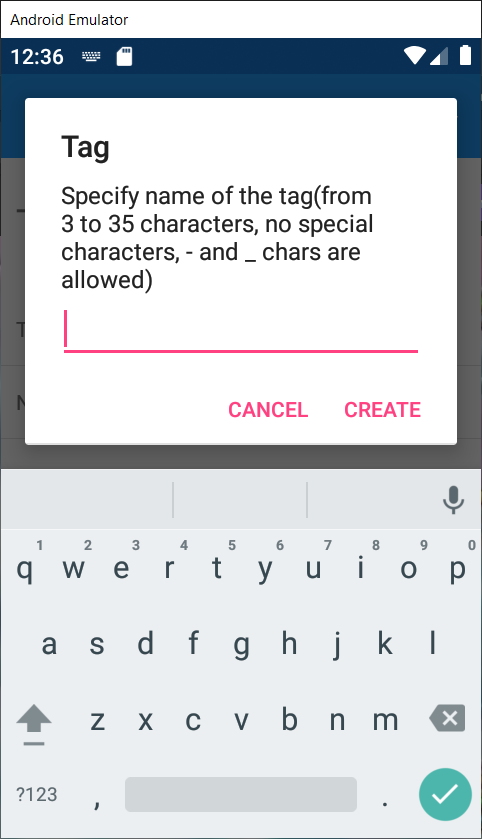 Android Emulator
12:36
Tag
Specify name of the tag(from
3 to 35 characters, no special
characters, - and _ chars are
allowed)
CANCEL CREATE
1 2 3 4 5 6 7 8 9 0
q w e r t y u i o p
a s d f g h j k l
z x c v b n m
?123 , .